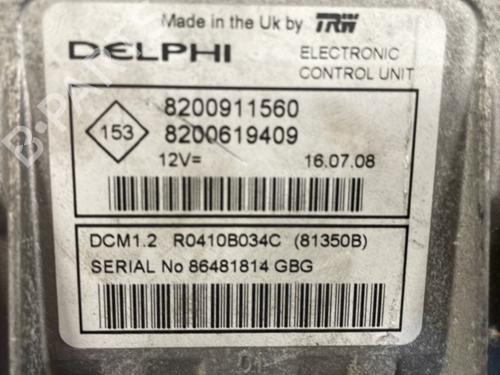 Made in the Uk by TRW
DELPHI
ELECTRONIC
CONTROL UNIT
153
8200911560
8200619409
12V=
16.07.08
DCM1.2 R0410B034C (81350B)
SERIAL No 86481814 GBG
B-PARTS